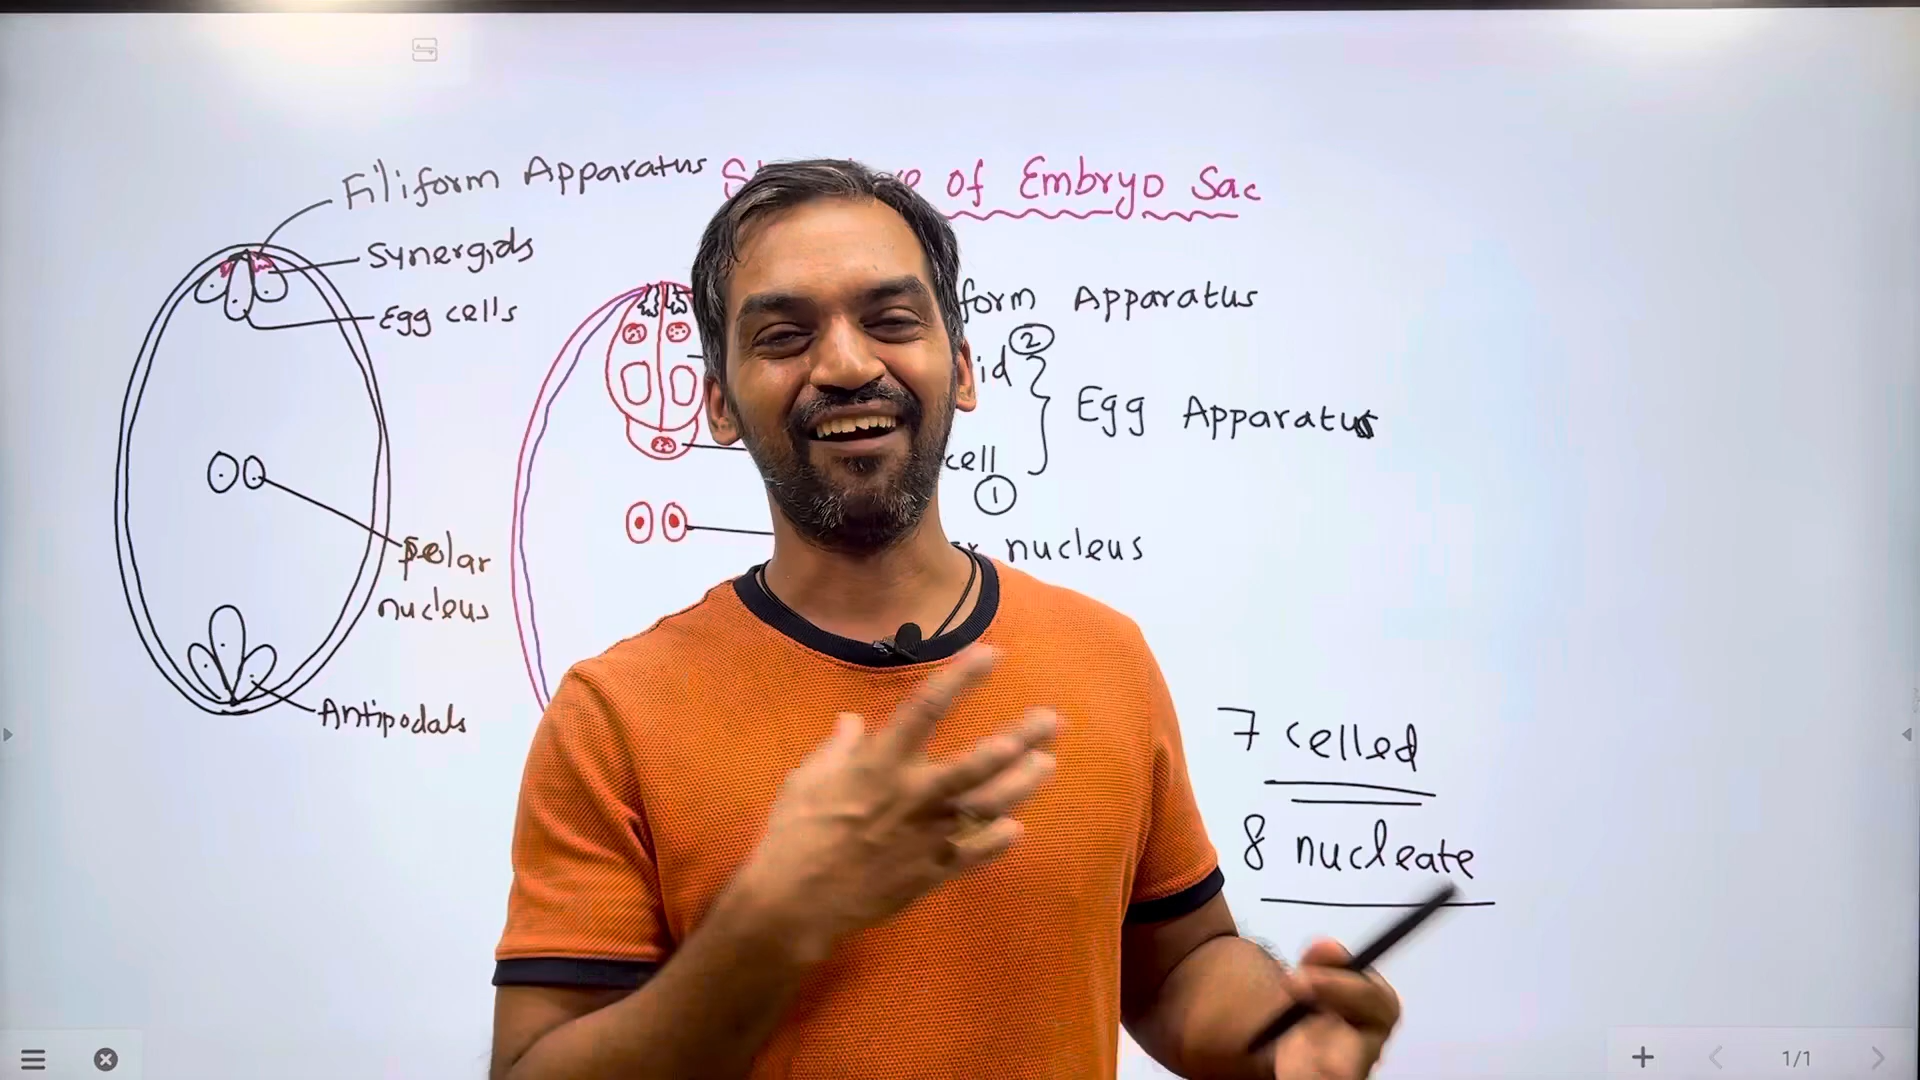 Filiform Apparatus
of Embryo Sac
Synergids
Egg cells
polar
nucleus
Antipodals
form Apparatus
id 2
Egg Apparatus
cell
1
nucleus
7 celled
8 nucleate
1/1